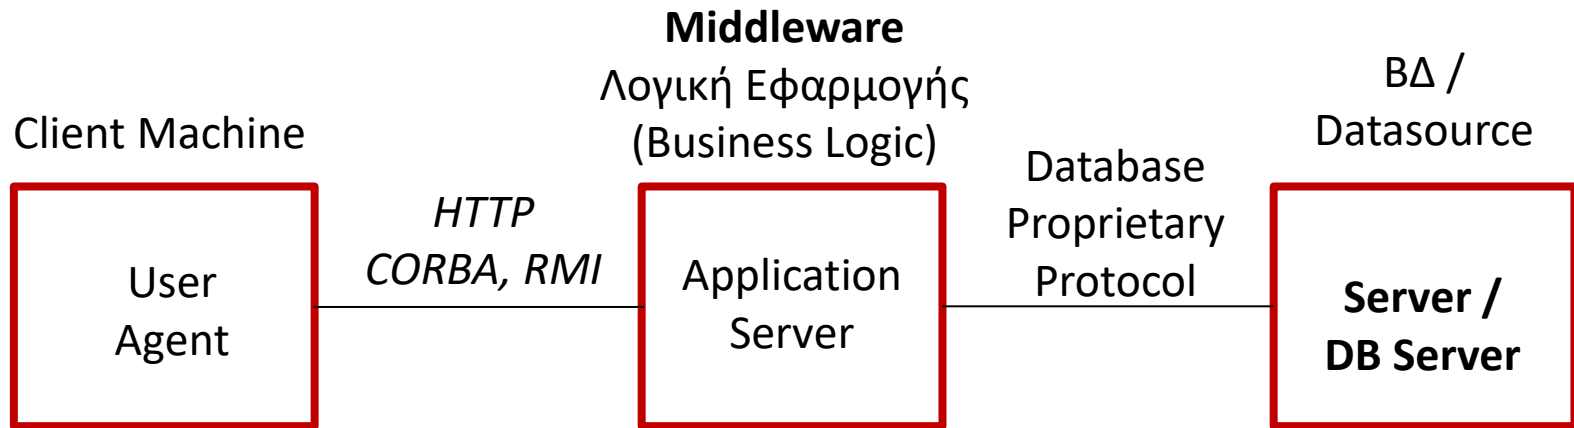 Client Machine
User
Agent
HTTP
CORBA, RMI
Middleware
Λογική Εφαρμογής
(Business Logic)
Application
Server
Database
Proprietary
Protocol
ΒΔ /
Datasource
Server /
DB Server